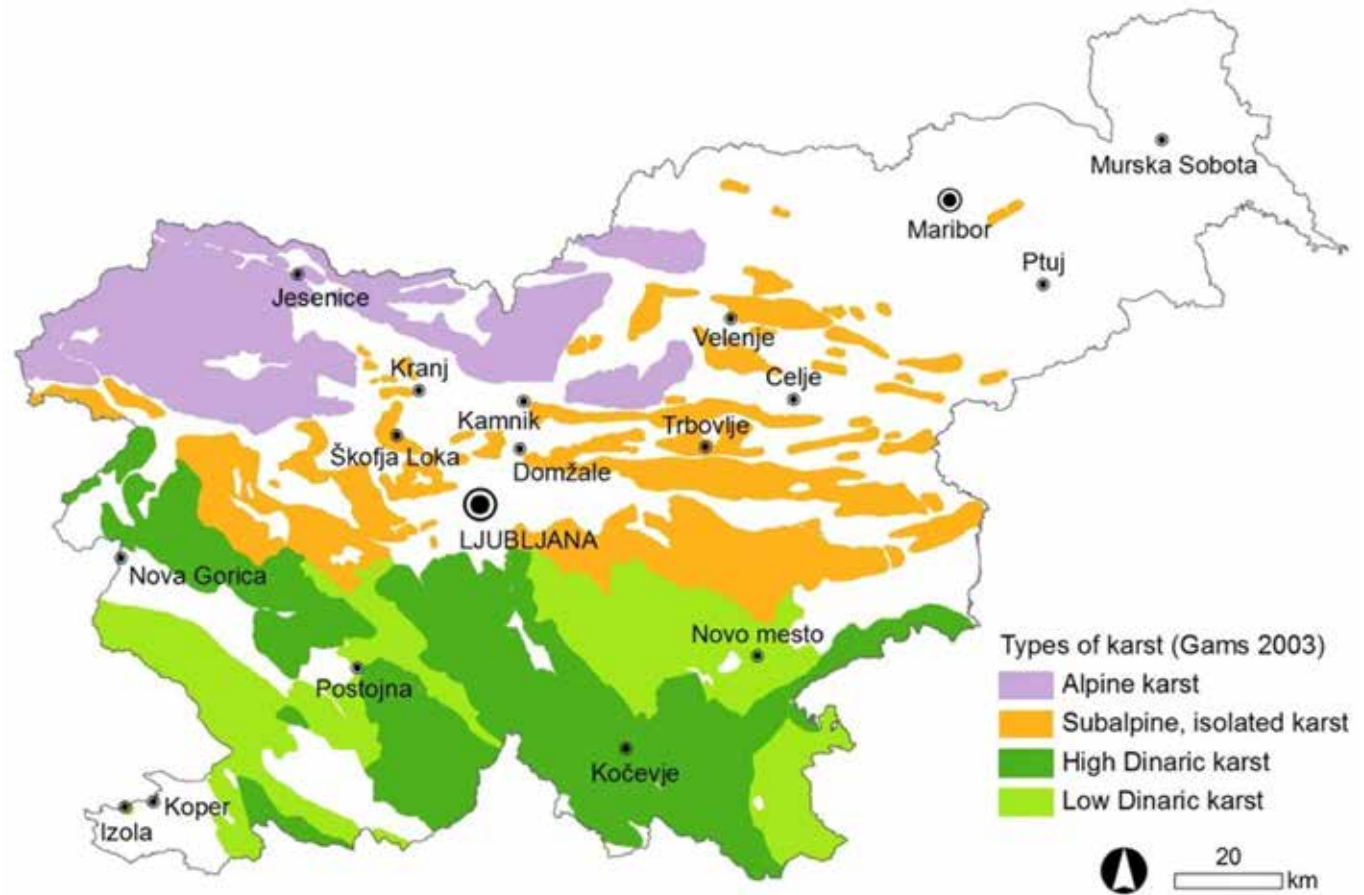 Murska Sobota
Maribor
Ptuj
Jesenice
Velenje
Kranj
Celje
Kamnik
Trbovlje
Škofja Loka
Domžale
LJUBLJANA
Nova Gorica
Novo mesto
Postojna
Kočevje
Koper
Izola
Types of karst (Gams 2003)
Alpine karst
Subalpine, isolated karst
High Dinaric karst
Low Dinaric karst
20
km